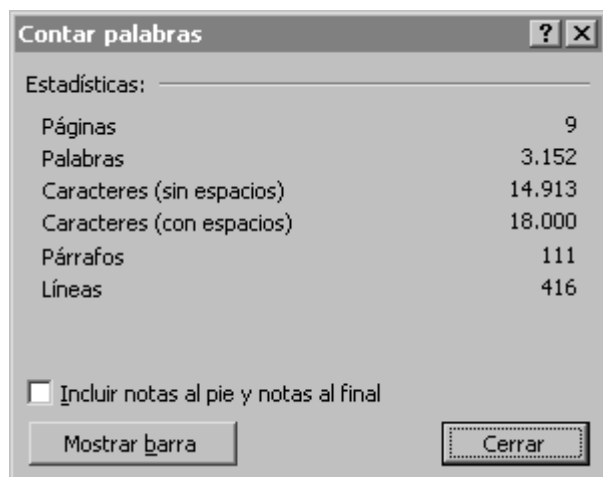 Contar palabras ? X
Estadísticas:
Páginas 9
Palabras 3.152
Caracteres (sin espacios) 14.913
Caracteres (con espacios) 18.000
Párrafos 111
Líneas 416
Incluir notas al pie y notas al final
Mostrar barra Cerrar